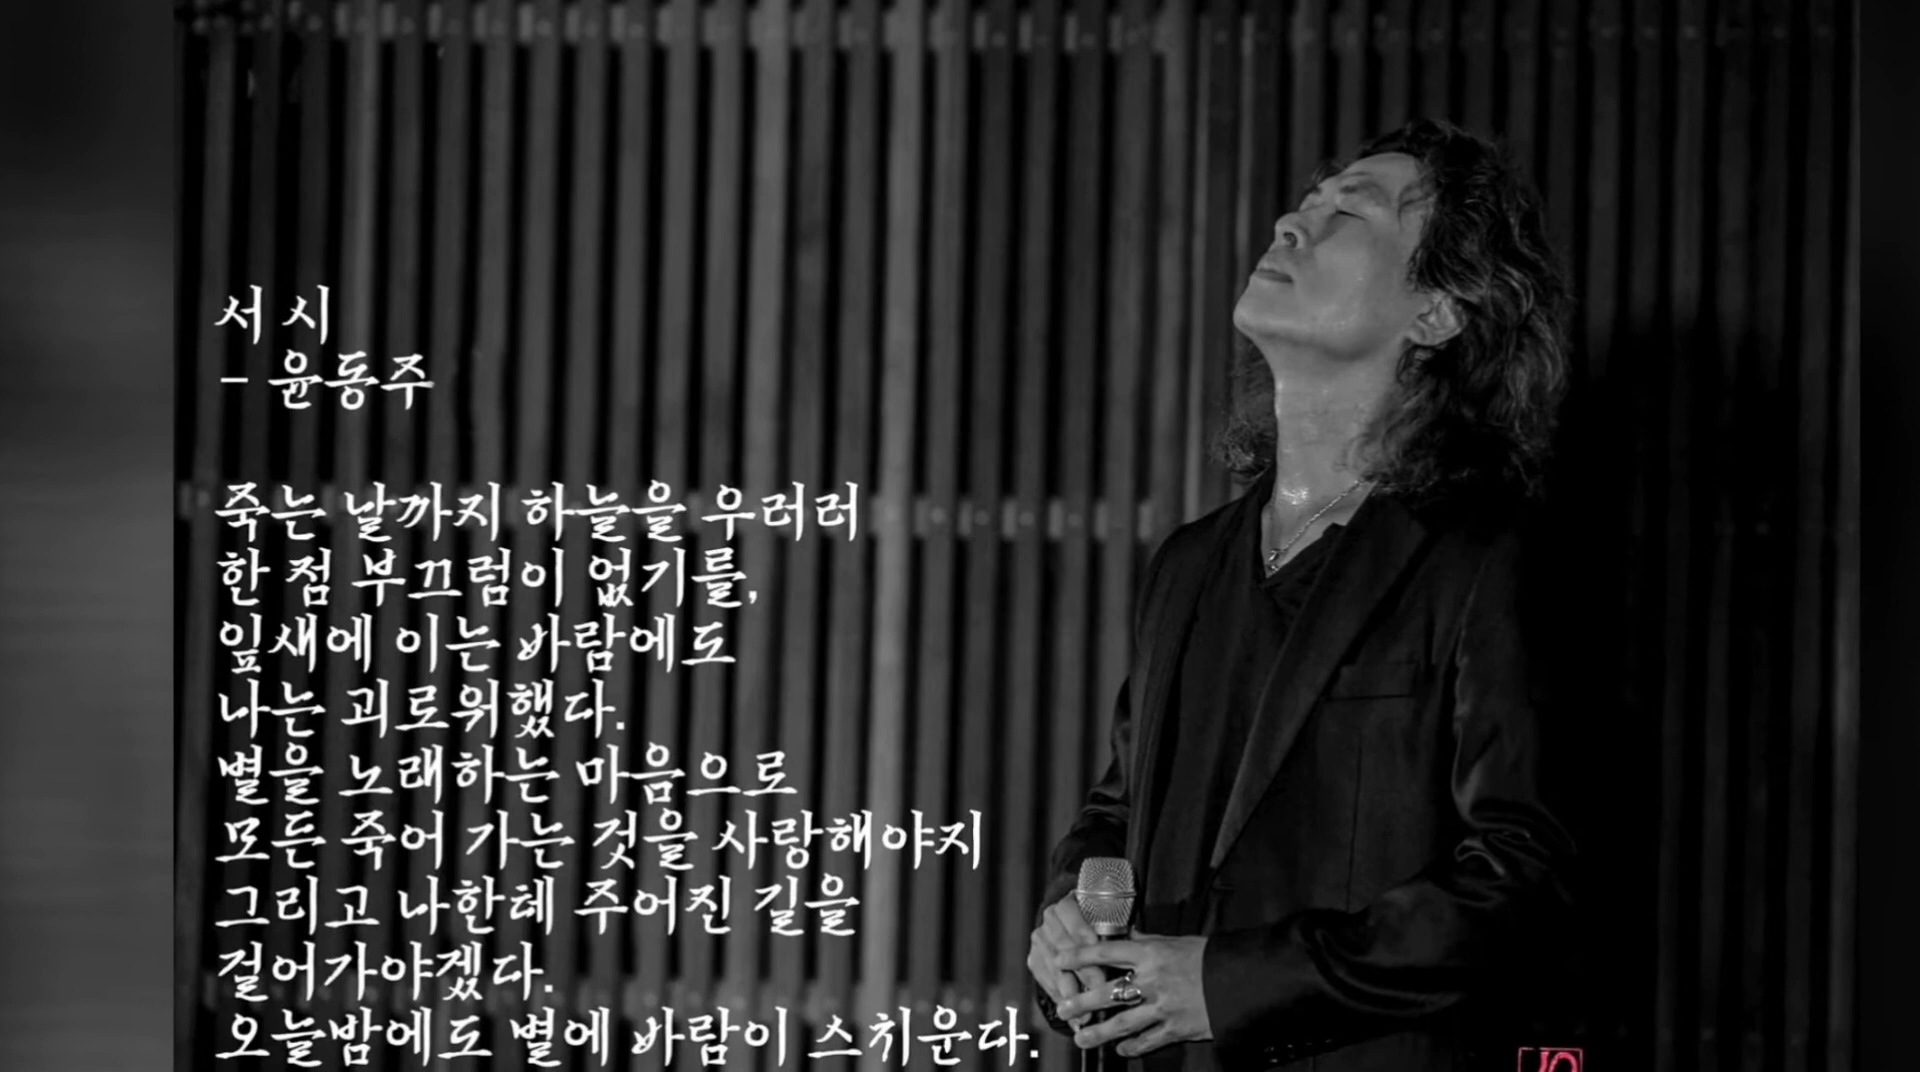 서 시
- 윤동주
죽는 날까지 하늘을 우러러
한 점 부끄럼이 없기를,
잎새에 이는 바람에도
나는 괴로워했다.
별을 노래하는 마음으로
모든 죽어 가는 것을 사랑해야지
그리고 나한테 주어진 길을
걸어가야겠다.
오늘밤에도 별에 바람이 스치운다.